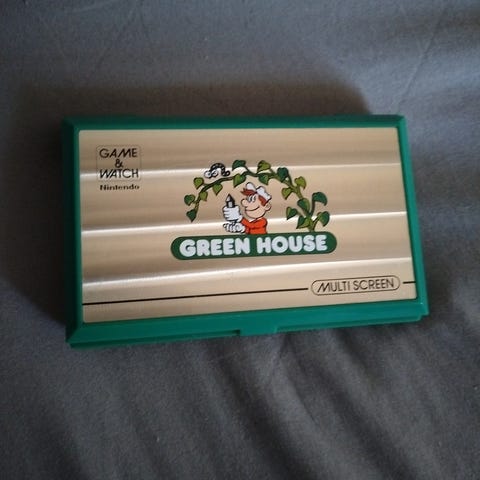 GAME
&
WATCH
Nintendo
GREEN HOUSE
MULTI SCREEN